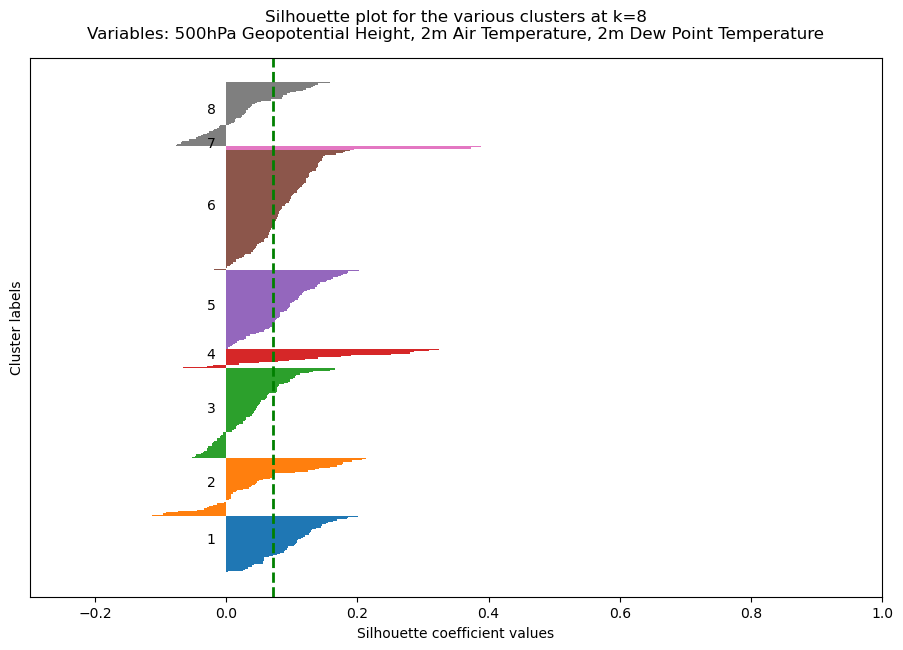 Silhouette plot for the various clusters at k=8
Variables: 500hPa Geopotential Height, 2m Air Temperature, 2m Dew Point Temperature
Cluster labels
8
7
6
5
4
3
2
1
−0.2 0.0 0.2 0.4 0.6 0.8 1.0
Silhouette coefficient values